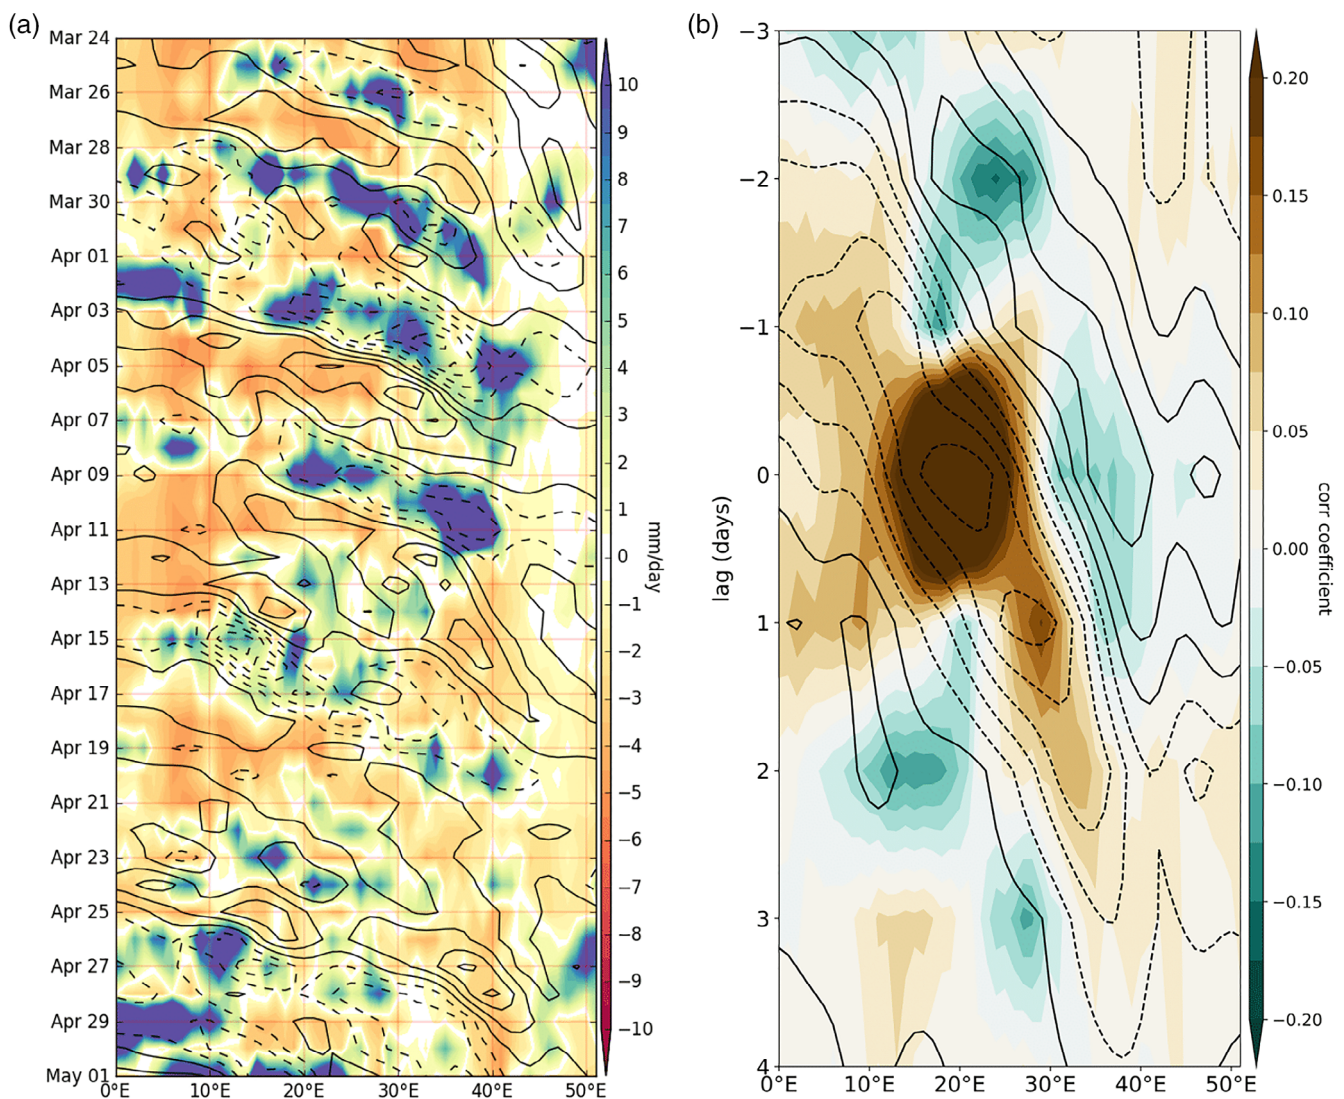 (a)
Mar 24
Mar 26
Mar 28
Mar 30
Apr 01
Apr 03
Apr 05
Apr 07
Apr 09
Apr 11
Apr 13
Apr 15
Apr 17
Apr 19
Apr 21
Apr 23
Apr 25
Apr 27
Apr 29
May 01
0°E 10°E 20°E 30°E 40°E 50°E
10
9
8
7
6
5
4
3
2
1
0
−1
−2
−3
−4
−5
−6
−7
−8
−9
−10
mm/day
(b)
−3
−2
−1
0
1
2
3
4
lag (days)
0°E 10°E 20°E 30°E 40°E 50°E
0.20
0.15
0.10
0.05
0.00
−0.05
−0.10
−0.15
−0.20
corr coefficient